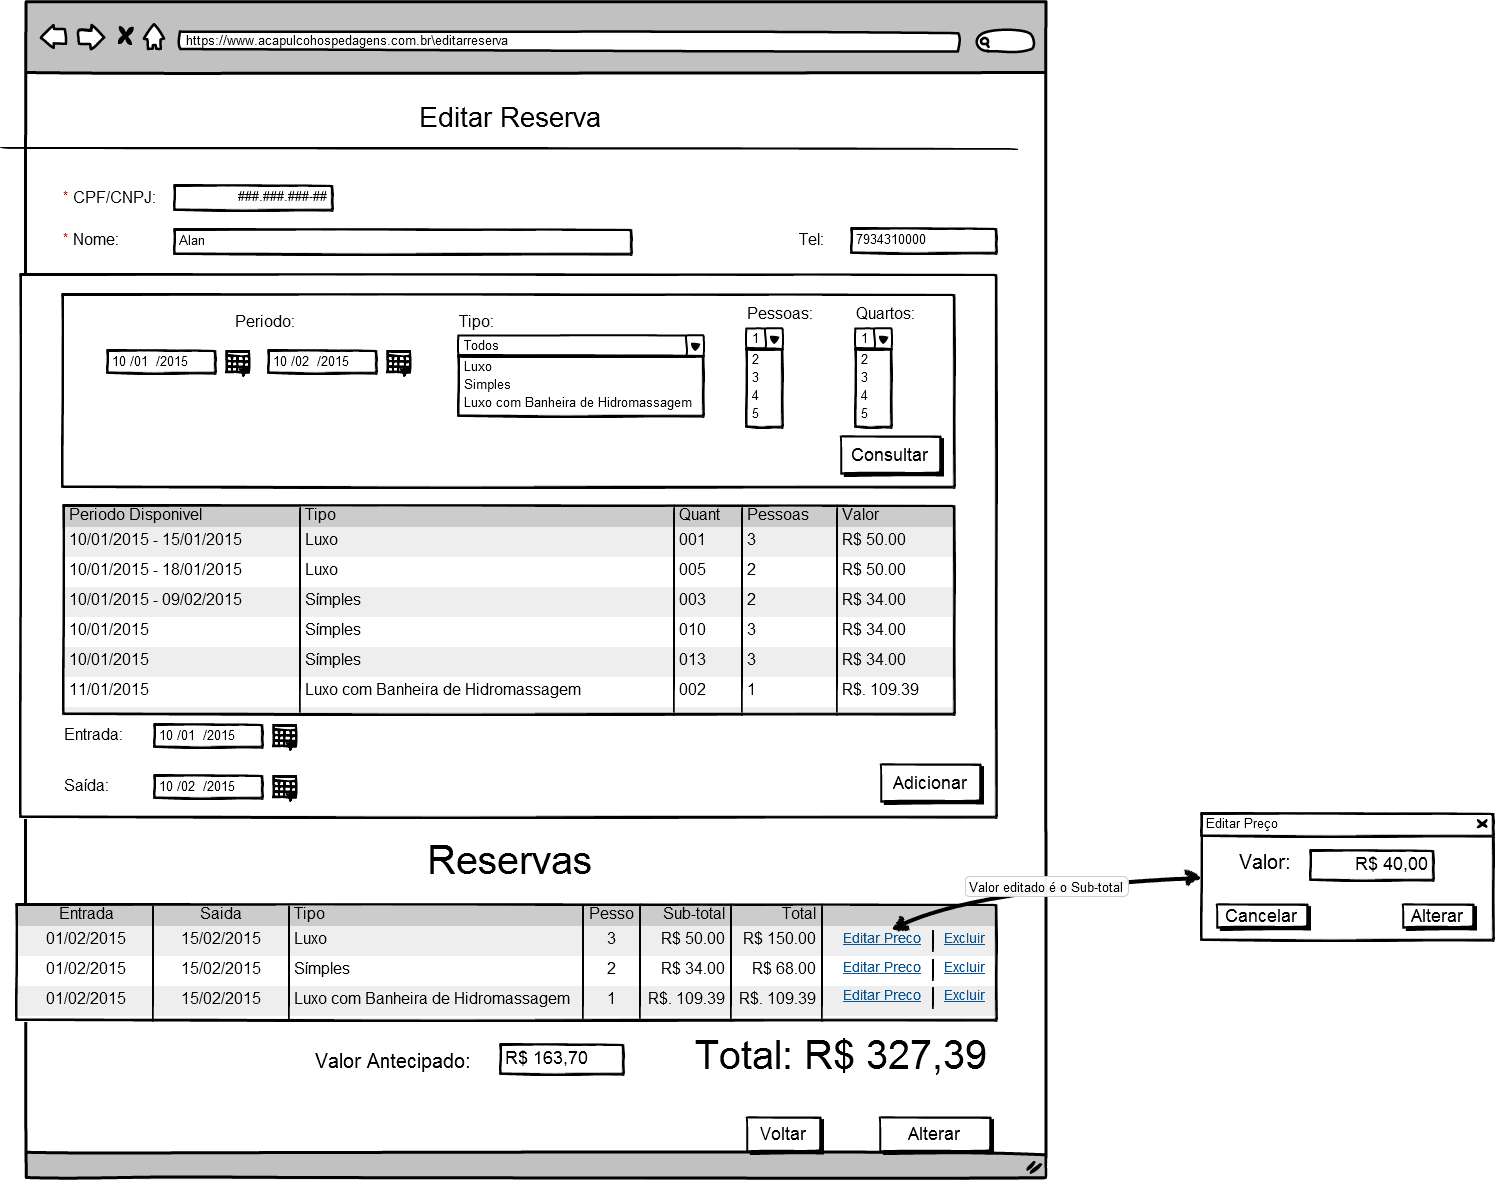 https://www.acapulcohospedagens.com.br\editarreserva
Editar Reserva
* CPF/CNPJ: ###.###.###-##
* Nome: Alan Tel: 7934310000
Periodo: Tipo: Pessoas: Quartos:
10 /01 /2015 10 /02 /2015 Todos 1 1
Luxo 2 2
Simples 3 3
Luxo com Banheira de Hidromassagem 4 4
5 5
Consultar
Periodo Disponivel Tipo Quant Pessoas Valor
10/01/2015 - 15/01/2015 Luxo 001 3 R$ 50.00
10/01/2015 - 18/01/2015 Luxo 005 2 R$ 50.00
10/01/2015 - 09/02/2015 Símples 003 2 R$ 34.00
10/01/2015 Símples 010 3 R$ 34.00
10/01/2015 Símples 013 3 R$ 34.00
11/01/2015 Luxo com Banheira de Hidromassagem 002 1 R$. 109.39
Entrada: 10 /01 /2015
Saída: 10 /02 /2015 Adicionar
Reservas
Entrada Saida Tipo Pesso Sub-total Total
01/02/2015 15/02/2015 Luxo 3 R$ 50.00 R$ 150.00 Editar Preco | Excluir
01/02/2015 15/02/2015 Símples 2 R$ 34.00 R$ 68.00 Editar Preco | Excluir
01/02/2015 15/02/2015 Luxo com Banheira de Hidromassagem 1 R$. 109.39 R$. 109.39 Editar Preco | Excluir
Valor Antecipado: R$ 163,70 Total: R$ 327,39
Voltar Alterar
Valor editado é o Sub-total
Editar Preço
Valor: R$ 40,00
Cancelar Alterar